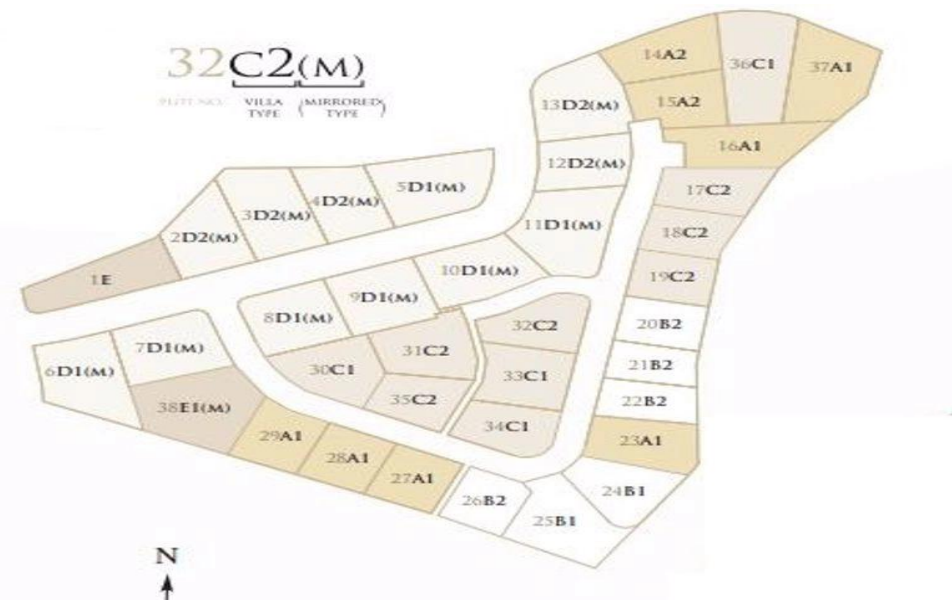 32C2(M)
PLOT NO. VILLA TYPE (MIRRORED TYPE)
14A2
36C1
37A1
15A2
13D2(M)
16A1
12D2(M)
5D1(M)
17C2
4D2(M)
3D2(M)
11D1(M)
18C2
2D2(M)
10D1(M)
19C2
1E
9D1(M)
8D1(M)
32C2
20B2
7D1(M)
31C2
21B2
6D1(M)
30C1
33C1
35C2
22B2
38E1(M)
34C1
29A1
23A1
28A1
27A1
24B1
26B2
25B1
N